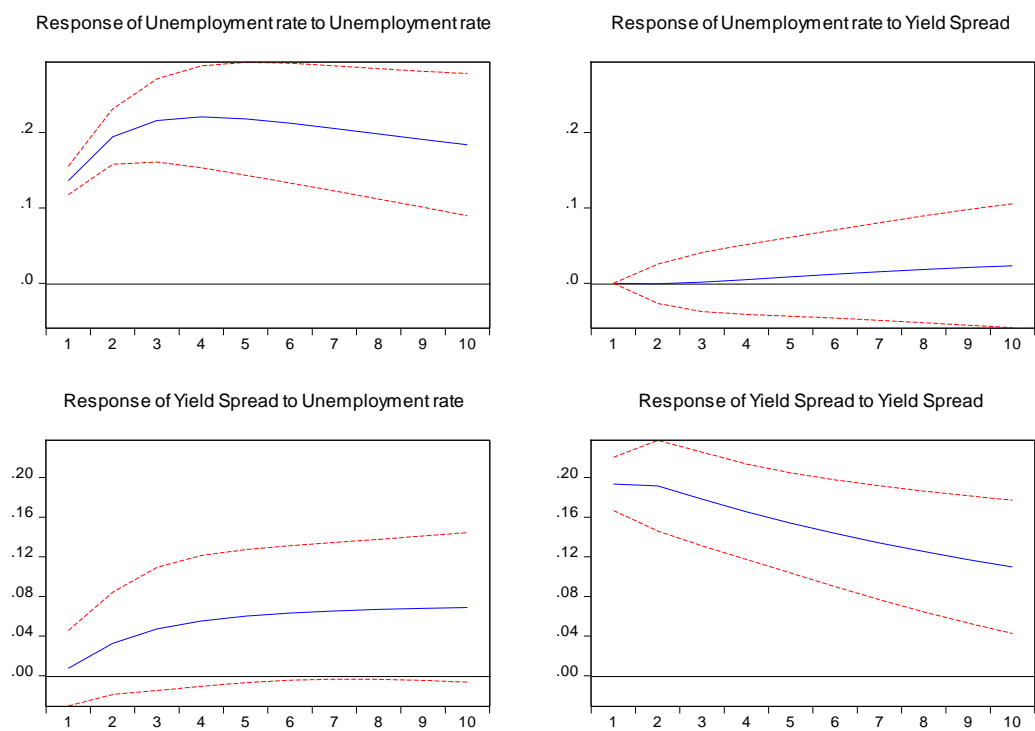 Response of Unemployment rate to Unemployment rate
.2
.1
.0
1 2 3 4 5 6 7 8 9 10
Response of Unemployment rate to Yield Spread
.2
.1
.0
1 2 3 4 5 6 7 8 9 10
Response of Yield Spread to Unemployment rate
.20
.16
.12
.08
.04
.00
1 2 3 4 5 6 7 8 9 10
Response of Yield Spread to Yield Spread
.20
.16
.12
.08
.04
.00
1 2 3 4 5 6 7 8 9 10